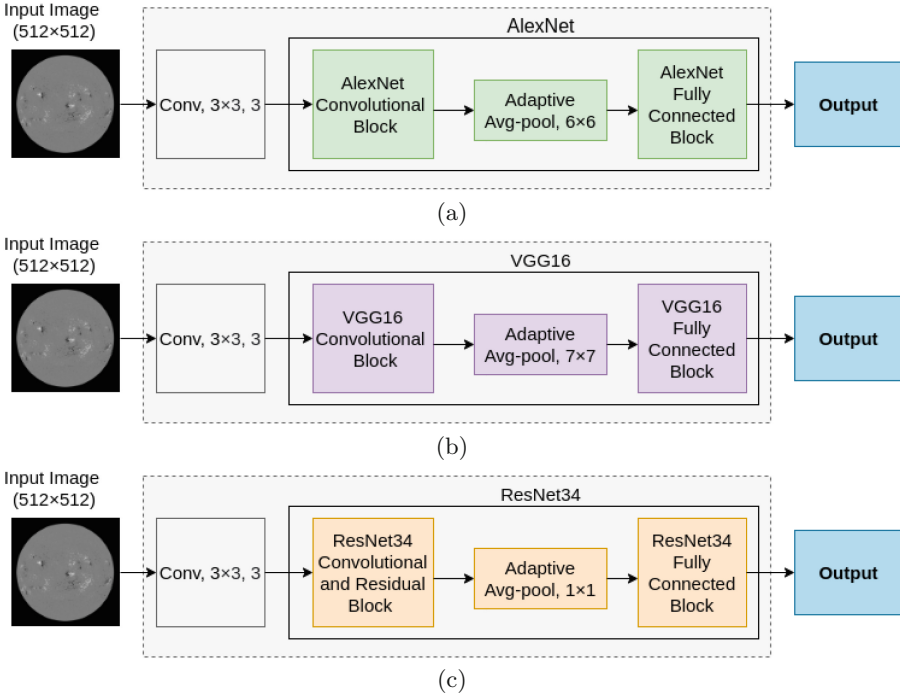 Input Image
(512×512)
AlexNet
Conv, 3×3, 3
AlexNet
Convolutional
Block
Adaptive
Avg-pool, 6×6
AlexNet
Fully
Connected
Block
Output
(a)
Input Image
(512×512)
VGG16
Conv, 3×3, 3
VGG16
Convolutional
Block
Adaptive
Avg-pool, 7×7
VGG16
Fully
Connected
Block
Output
(b)
Input Image
(512×512)
ResNet34
Conv, 3×3, 3
ResNet34
Convolutional
and Residual
Block
Adaptive
Avg-pool, 1×1
ResNet34
Fully
Connected
Block
Output
(c)